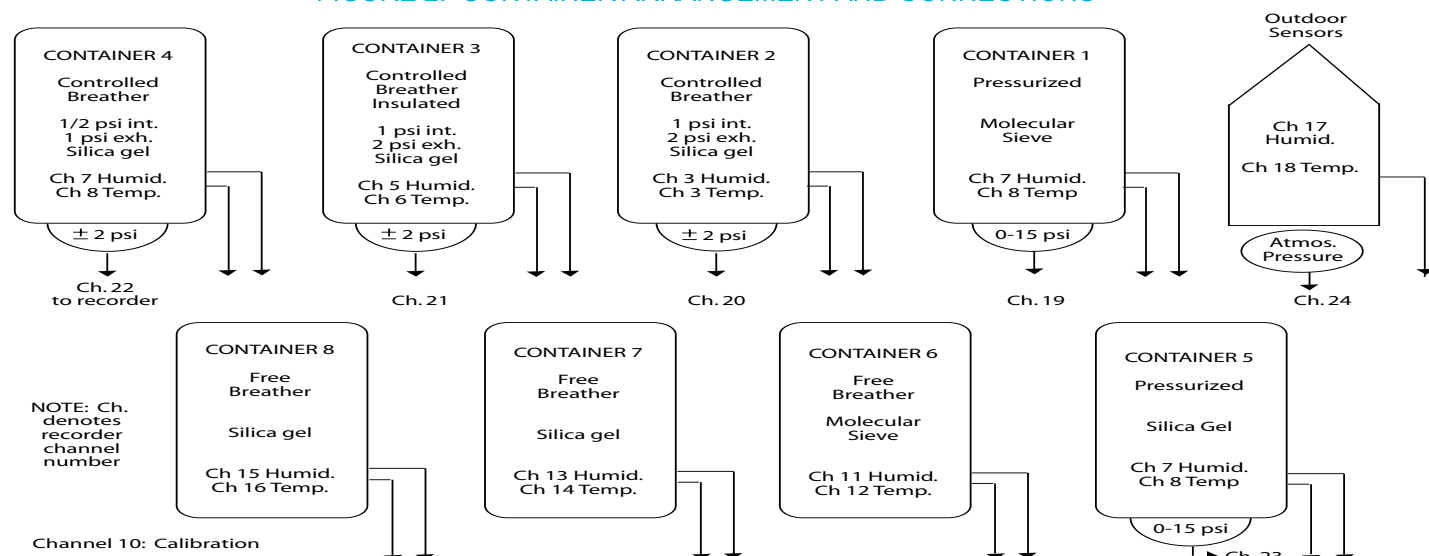 FIGURE 2. CONTAINER ARRANGEMENT AND CONNECTIONS
CONTAINER 4
Controlled
Breather
1/2 psi int.
1 psi exh.
Silica gel
Ch 7 Humid.
Ch 8 Temp.
± 2 psi
Ch. 22
to recorder
CONTAINER 3
Controlled
Breather
Insulated
1 psi int.
2 psi exh.
Silica gel
Ch 5 Humid.
Ch 6 Temp.
± 2 psi
Ch. 21
CONTAINER 2
Controlled
Breather
1 psi int.
2 psi exh.
Silica gel
Ch 3 Humid.
Ch 3 Temp.
± 2 psi
Ch. 20
CONTAINER 1
Pressurized
Molecular
Sieve
Ch 7 Humid.
Ch 8 Temp
0-15 psi
Ch. 19
Outdoor
Sensors
Ch 17
Humid.
Ch 18 Temp.
Atmos.
Pressure
Ch. 24
NOTE: Ch.
denotes
recorder
channel
number
CONTAINER 8
Free
Breather
Silica gel
Ch 15 Humid.
Ch 16 Temp.
CONTAINER 7
Free
Breather
Silica gel
Ch 13 Humid.
Ch 14 Temp.
CONTAINER 6
Free
Breather
Molecular
Sieve
Ch 11 Humid.
Ch 12 Temp.
CONTAINER 5
Pressurized
Silica Gel
Ch 7 Humid.
Ch 8 Temp
0-15 psi
Ch. 23
Channel 10: Calibration